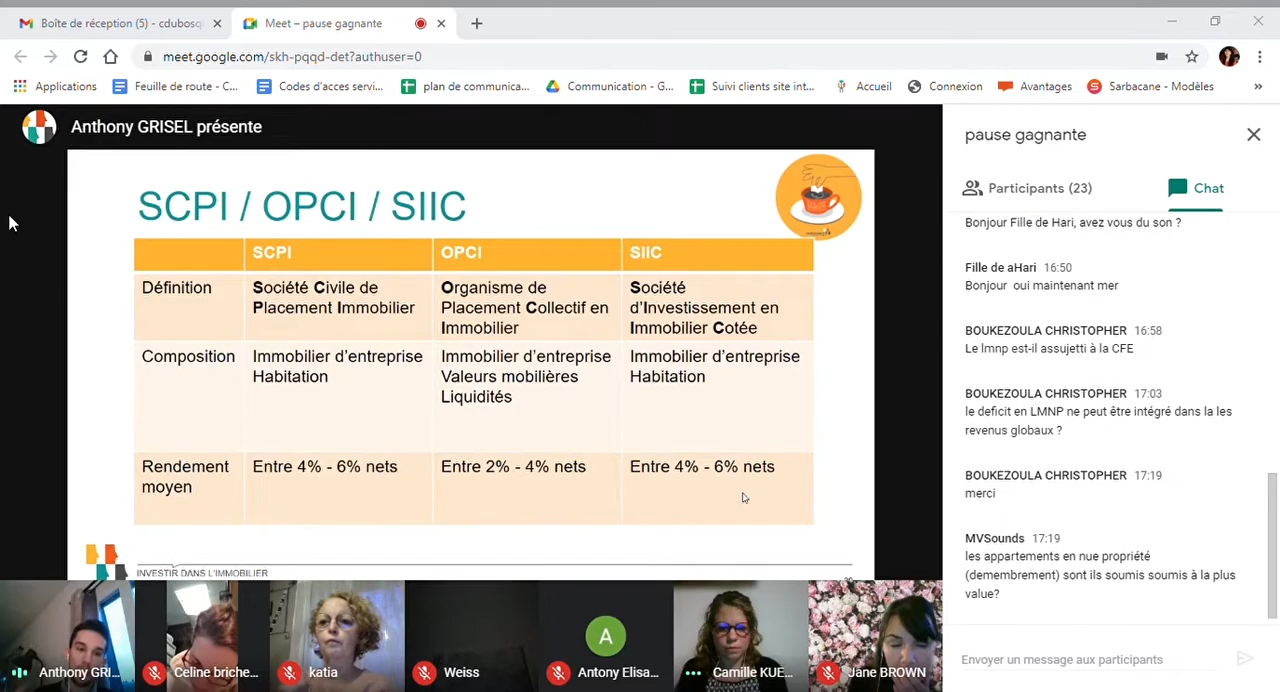 Boîte de réception (5) - cdubosq
Meet – pause gagnante
meet.google.com/skh-pqqd-det?authuser=0
Applications
Feuille de route - C...
Codes d'acces servi...
plan de communica...
Communication - G...
Suivi clients site int...
Accueil
Connexion
Avantages
Sarbacane - Modèles
»
Anthony GRISEL présente
SCPI / OPCI / SIIC
SCPI OPCI SIIC
Définition
Société Civile de
Placement Immobilier
Organisme de
Placement Collectif en
Immobilier
Société
d'Investissement en
Immobilier Cotée
Composition
Immobilier d'entreprise
Habitation
Immobilier d'entreprise
Valeurs mobilières
Liquidités
Immobilier d'entreprise
Habitation
Rendement
moyen
Entre 4% - 6% nets
Entre 2% - 4% nets
Entre 4% - 6% nets
INVESTIR DANS L'IMMOBILIER
Anthony GRI...
Celine briche...
katia
Weiss
A
Antony Elisa...
Camille KUE...
Jane BROWN
pause gagnante
Participants (23)
Chat
Bonjour Fille de Hari, avez vous du son ?
Fille de aHari 16:50
Bonjour oui maintenant mer
BOUKEZOULA CHRISTOPHER 16:58
Le lmnp est-il assujetti à la CFE
BOUKEZOULA CHRISTOPHER 17:03
le deficit en LMNP ne peut être intégré dans la les
revenus globaux ?
BOUKEZOULA CHRISTOPHER 17:19
merci
MVSounds 17:19
les appartements en nue propriété
(demembrement) sont ils soumis soumis à la plus
value?
Envoyer un message aux participants